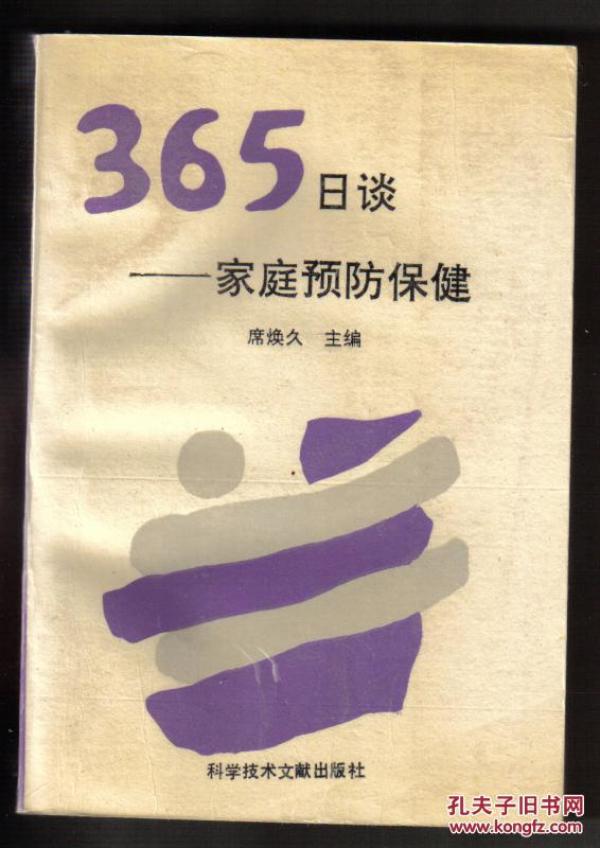 365日谈
——家庭预防保健
席焕久 主编
科学技术文献出版社
孔夫子旧书网
www.kongfz.com